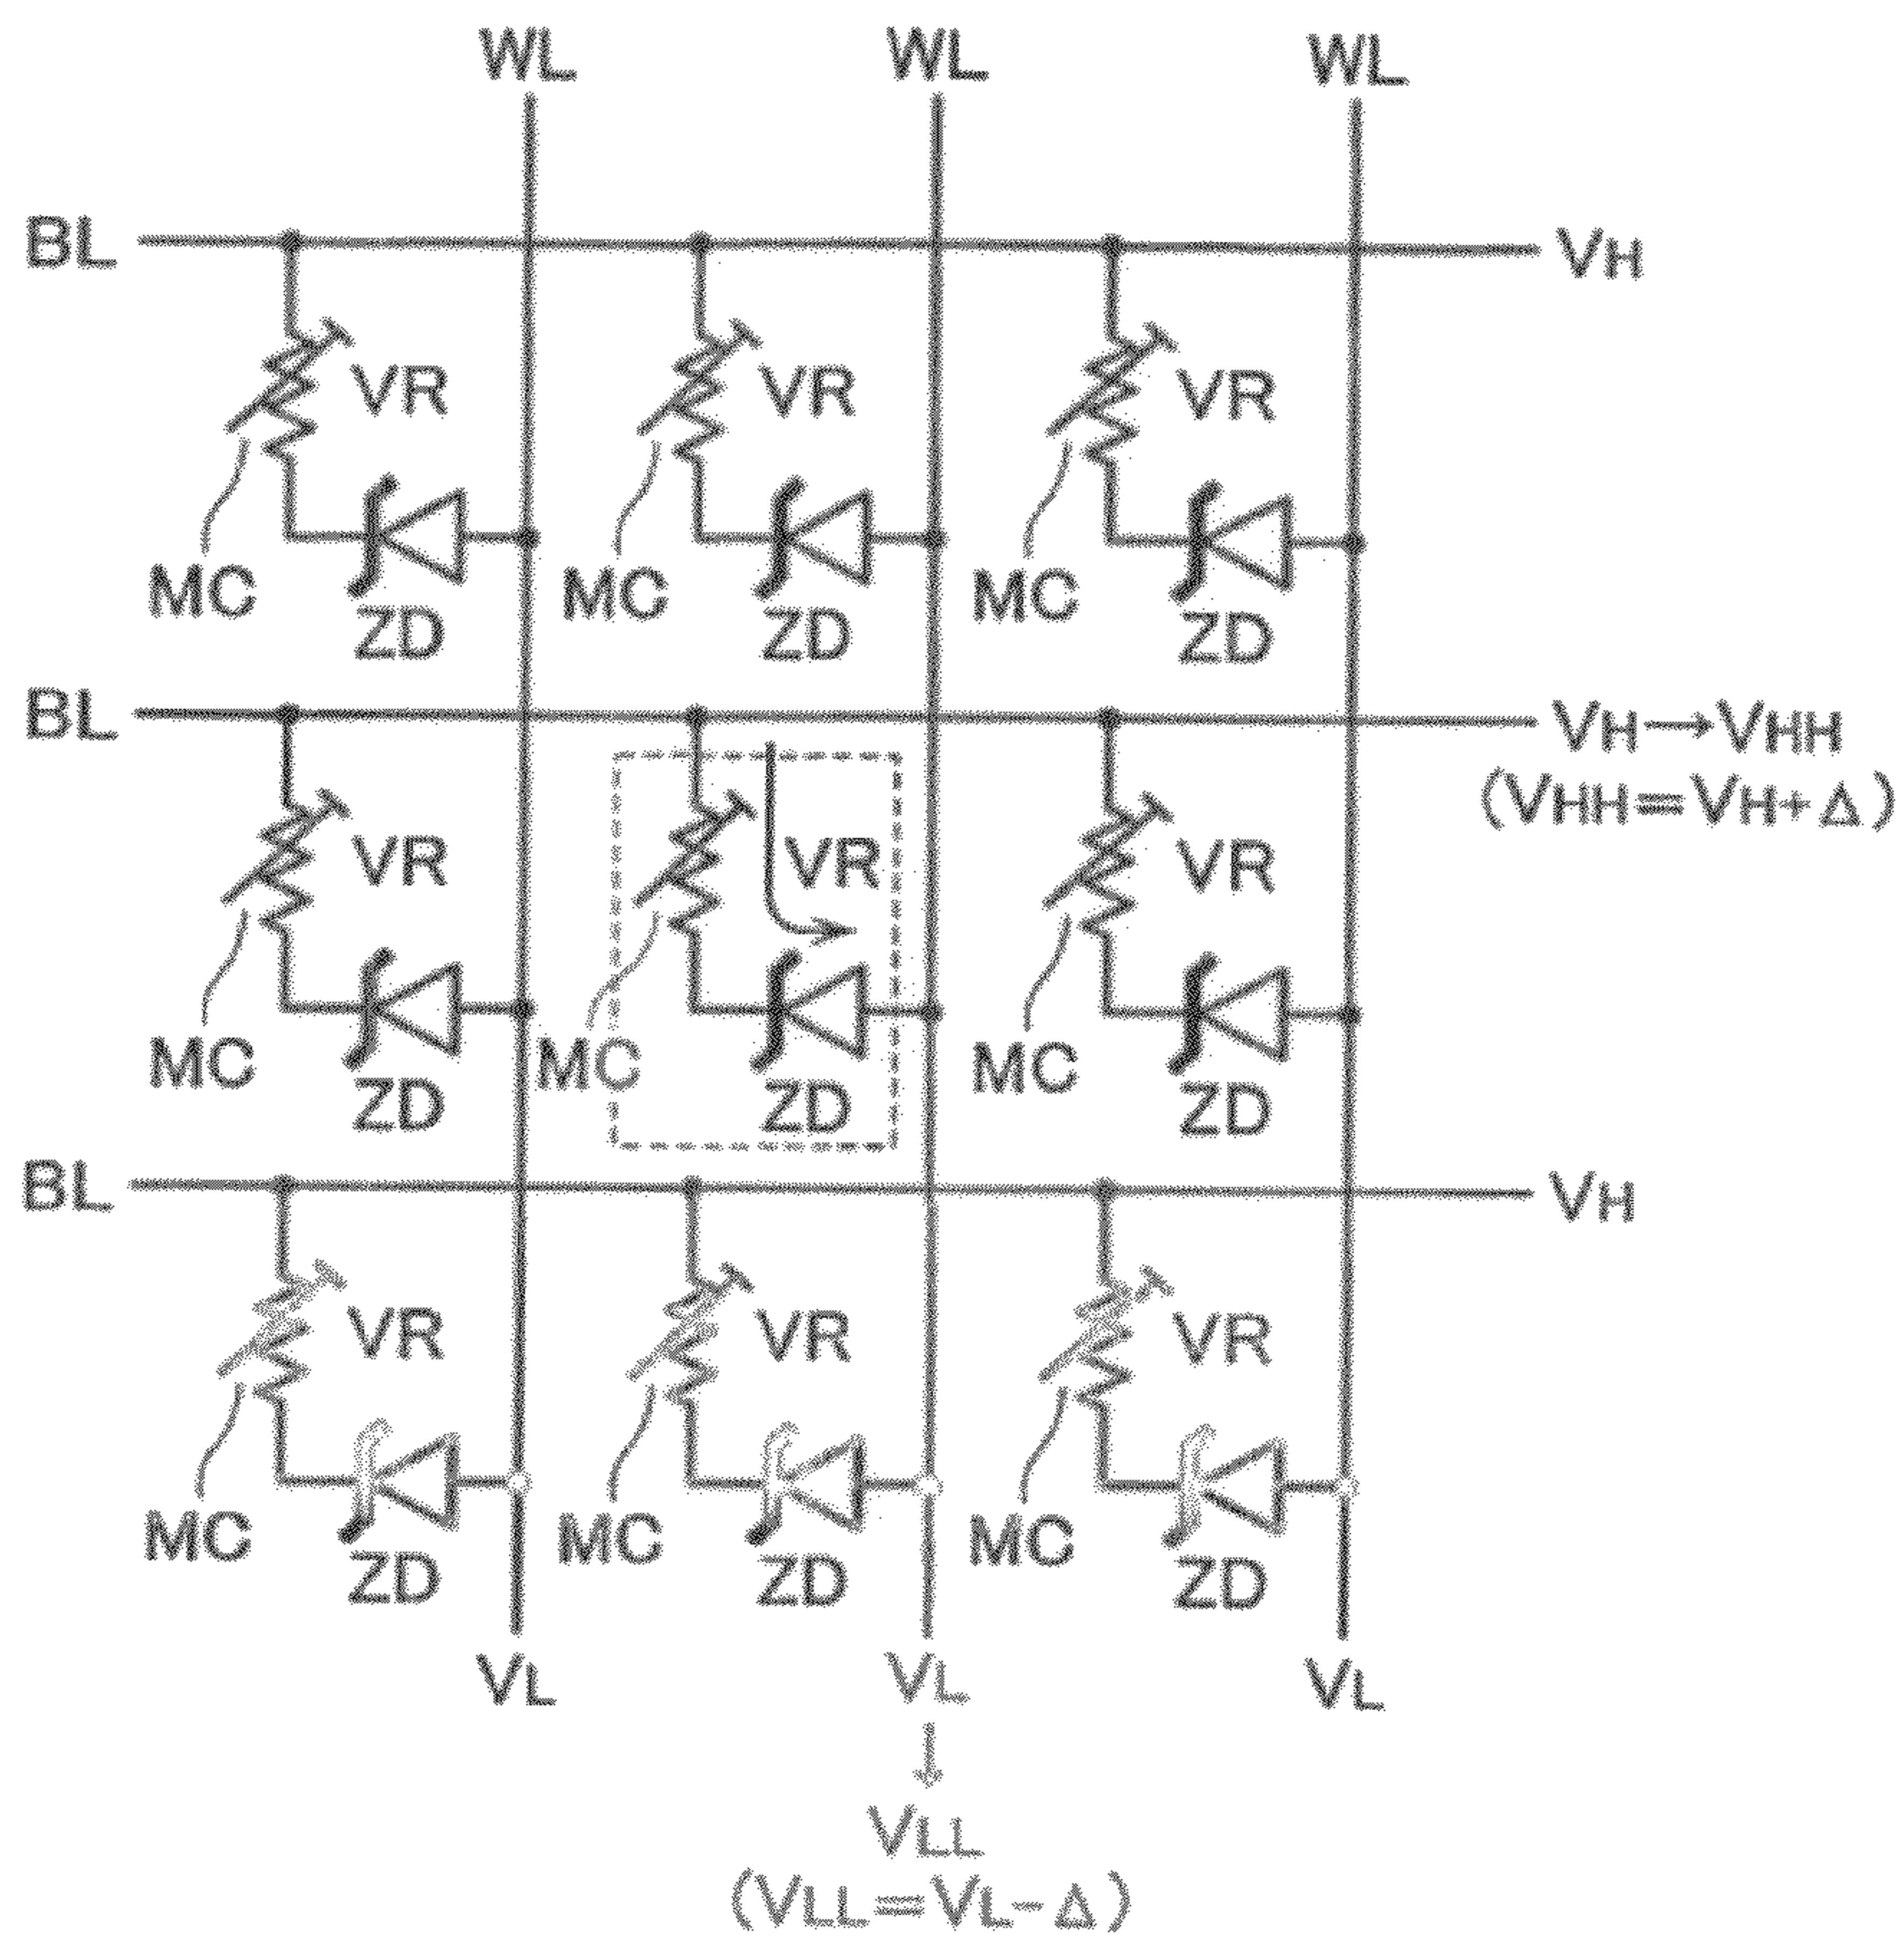 WL WL WL
BL VH
VR VR VR
MC MC MC
ZD ZD ZD
BL VH→VHH
(VHH=VH+Δ)
VR VR VR
MC MC MC
ZD ZD ZD
BL VH
VR VR VR
MC MC MC
ZD ZD ZD
VL VL VL
↓
VLL
(VLL=VL-Δ)